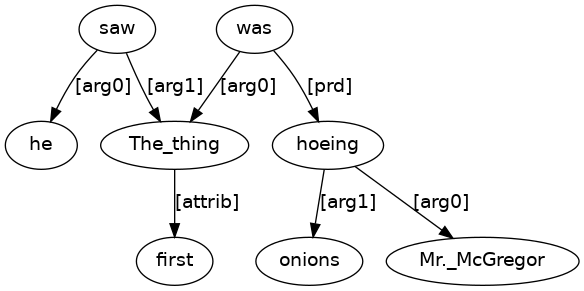 saw was
[arg0] [arg1] [arg0] [prd]
he The_thing hoeing
[attrib] [arg1] [arg0]
first onions Mr._McGregor